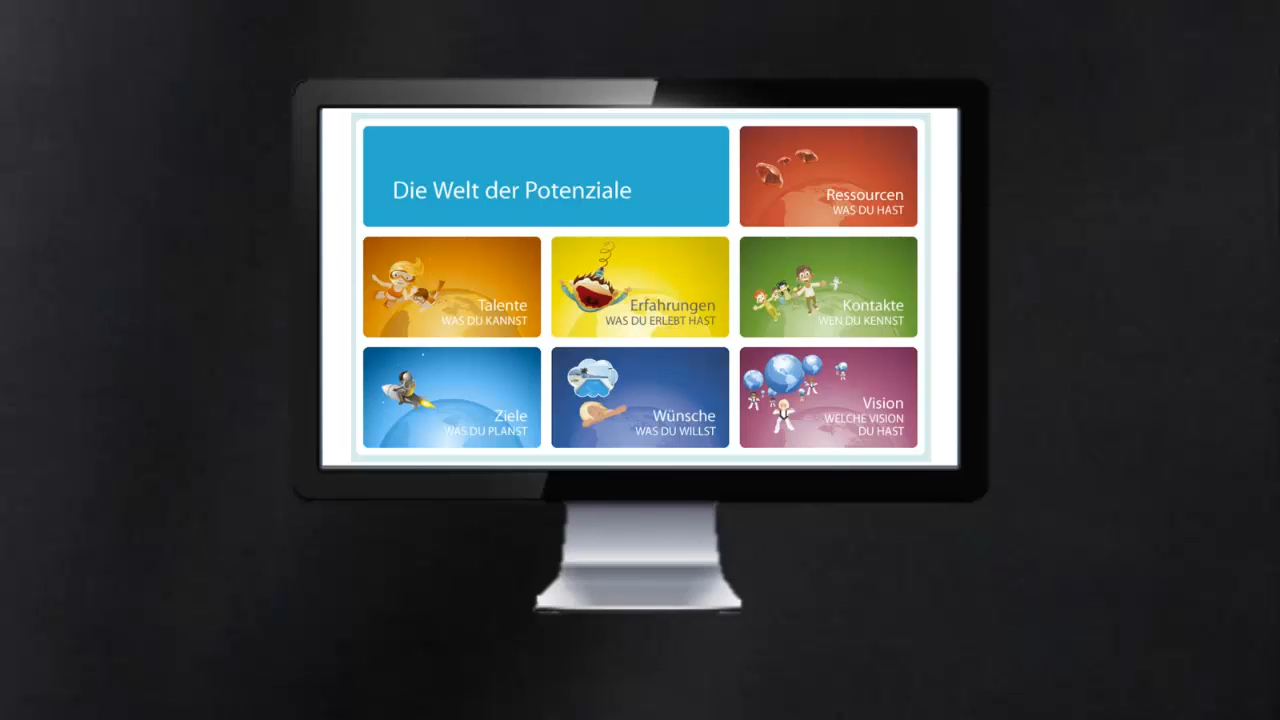 Die Welt der Potenziale
Ressourcen
WAS DU HAST
Talente
WAS DU KANNST
Erfahrungen
WAS DU ERLEBT HAST
Kontakte
WEN DU KENNST
Ziele
WAS DU PLANST
Wünsche
WAS DU WILLST
Vision
WELCHE VISION
DU HAST